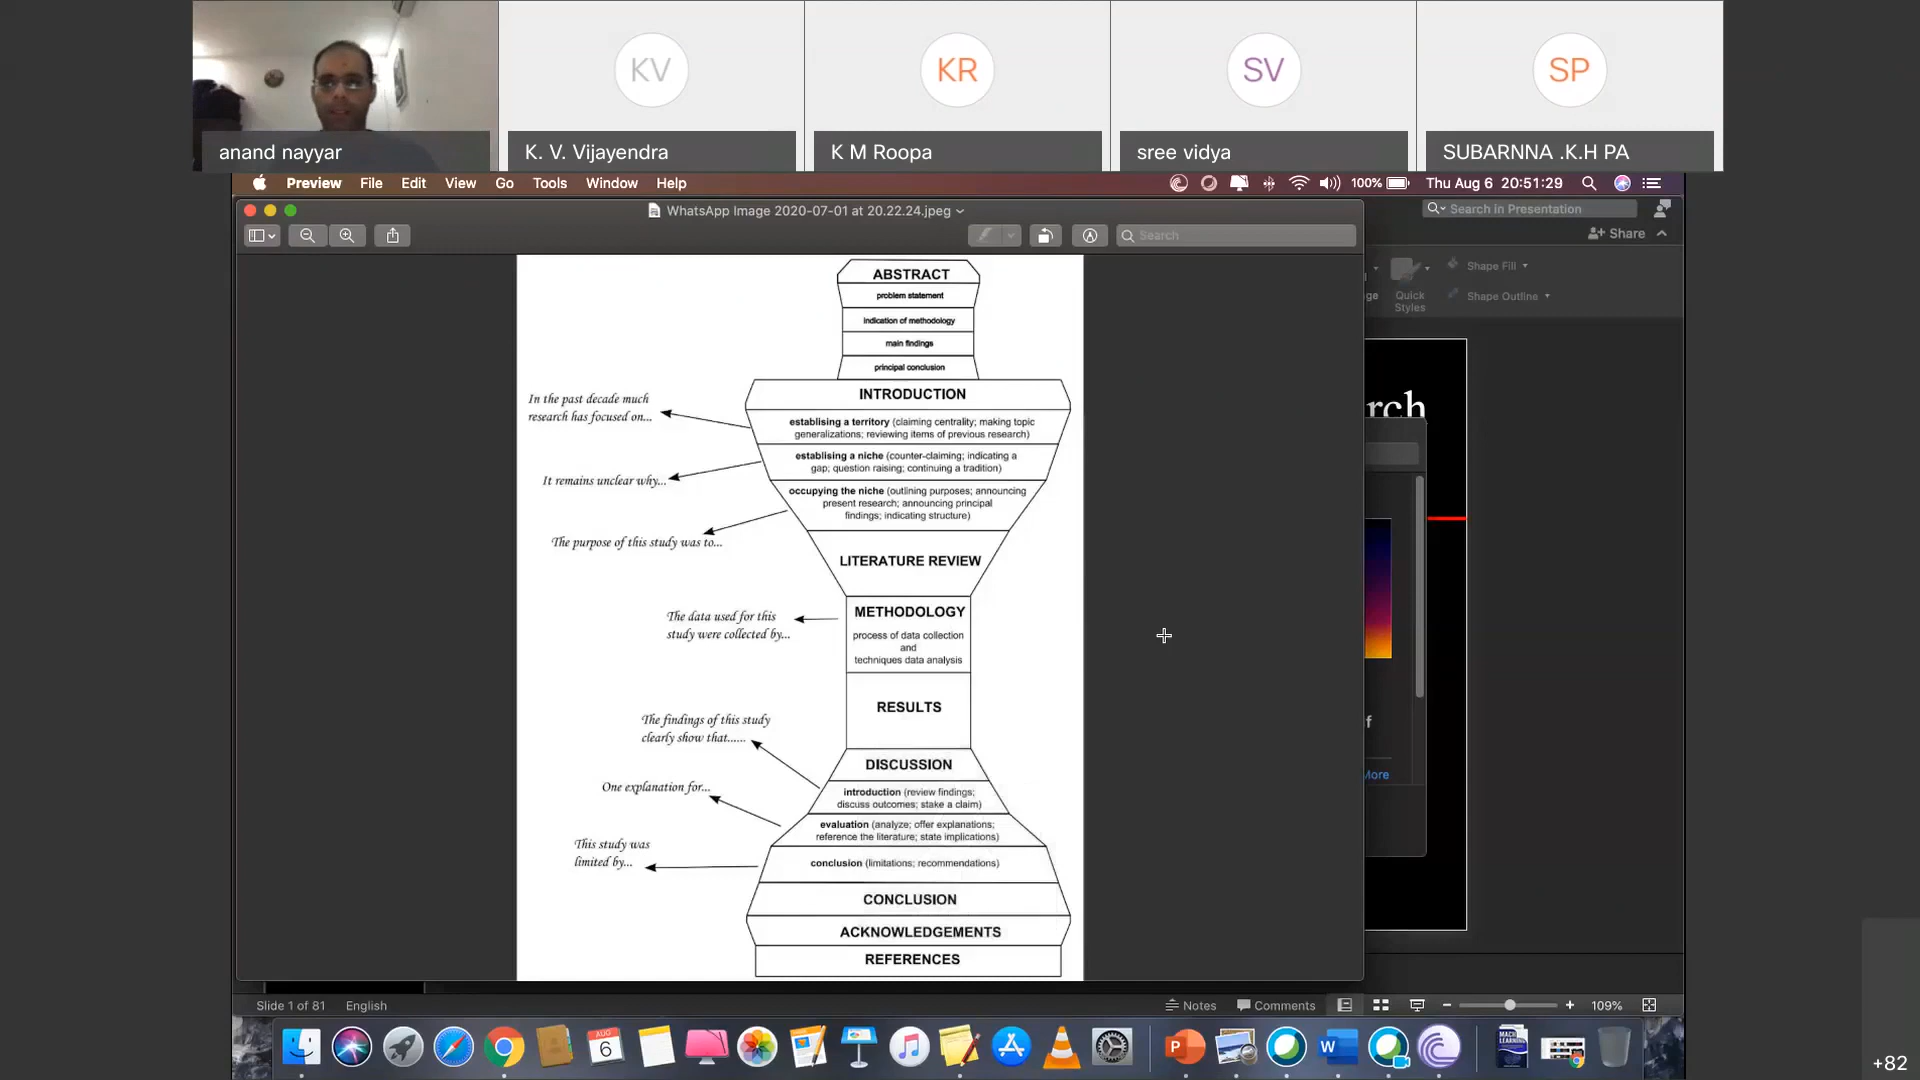 KV
KR
SV
SP
anand nayyar
K. V. Vijayendra
K M Roopa
sree vidya
SUBARNNA .K.H PA
Preview File Edit View Go Tools Window Help
100% Thu Aug 6 20:51:29
WhatsApp Image 2020-07-01 at 20.22.24.jpeg
Search in Presentation
Share
Search
Shape Fill
Quick
Styles
Shape Outline
ABSTRACT
problem statement
indication of methodology
main findings
principal conclusion
INTRODUCTION
In the past decade much
research has focused on...
establising a territory (claiming centrality; making topic
generalizations; reviewing items of previous research)
establising a niche (counter-claiming; indicating a
gap; question raising; continuing a tradition)
It remains unclear why...
occupying the niche (outlining purposes; announcing
present research; announcing principal
findings; indicating structure)
The purpose of this study was to...
LITERATURE REVIEW
METHODOLOGY
The data used for this
study were collected by...
process of data collection
and
techniques data analysis
RESULTS
The findings of this study
clearly show that......
DISCUSSION
introduction (review findings;
discuss outcomes; stake a claim)
One explanation for...
evaluation (analyze; offer explanations;
reference the literature; state implications)
This study was
limited by...
conclusion (limitations; recommendations)
CONCLUSION
ACKNOWLEDGEMENTS
REFERENCES
rch
f
More
Slide 1 of 81 English
Notes Comments 109%
AUG
6
P
W
+82